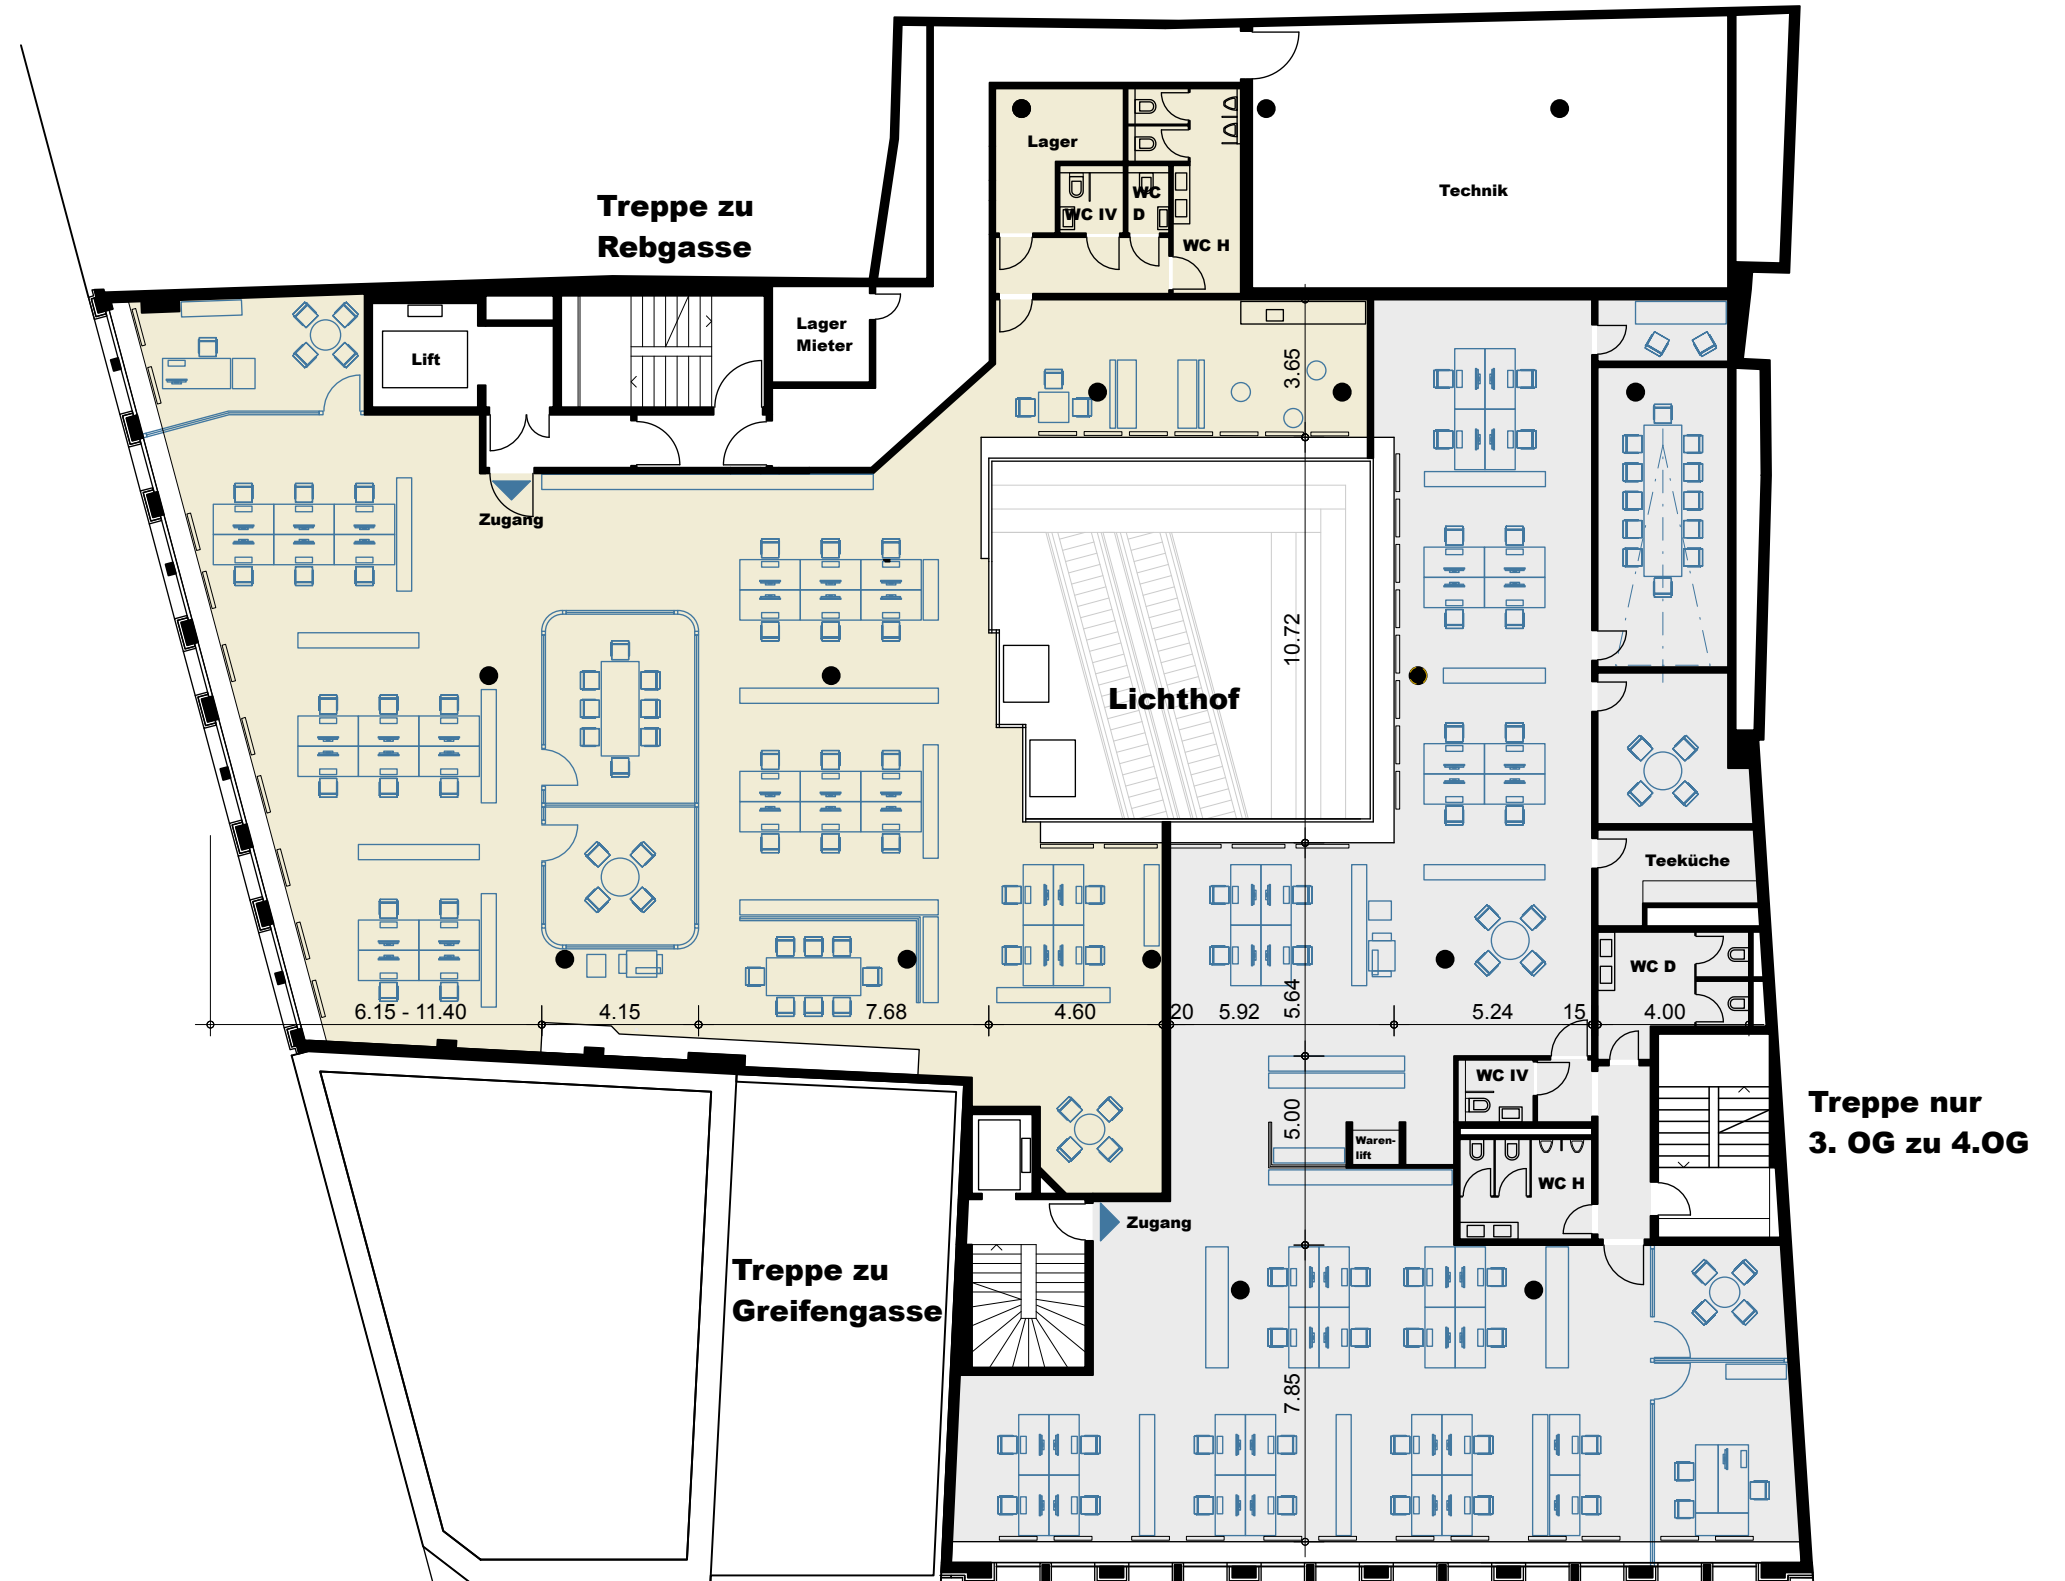 Lager
WC
D
WC IV
WC H
Technik
Treppe zu
Rebgasse
Lift
Lager
Mieter
3.65
Zugang
10.72
Lichthof
Teeküche
WC D
6.15 - 11.40
4.15
7.68
4.60
20
5.92
5.64
5.24
15
4.00
WC IV
5.00
Waren-
lift
WC H
Treppe nur
3. OG zu 4.OG
Zugang
Treppe zu
Greifengasse
7.85